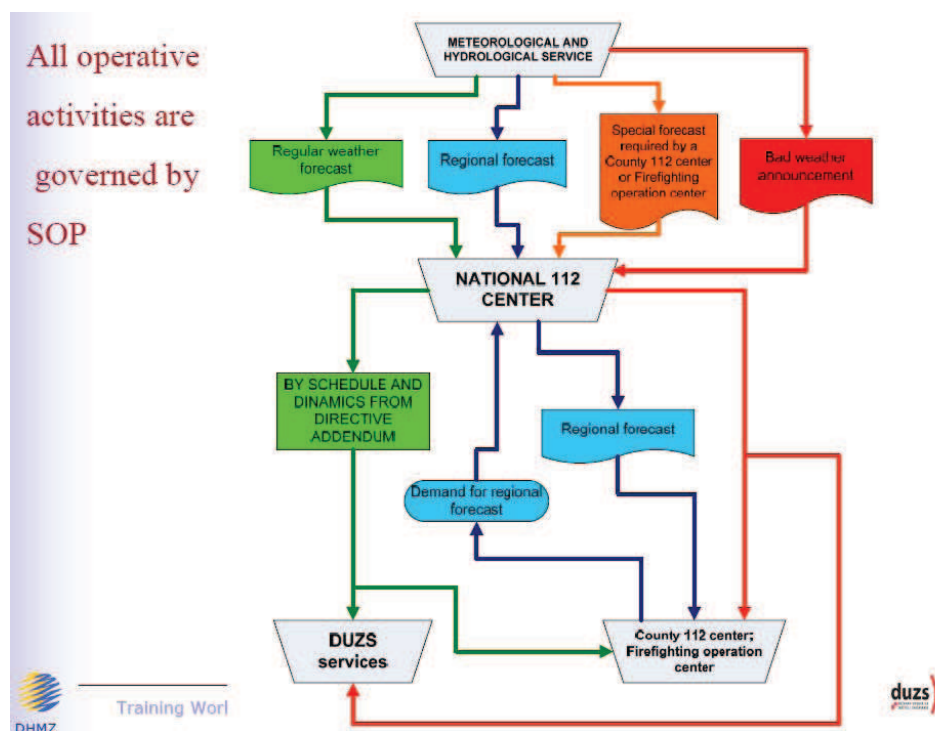 All operative
activities are
governed by
SOP
METEOROLOGICAL AND
HYDROLOGICAL SERVICE
Regular weather
forecast
Regional forecast
Special forecast
required by a
County 112 center
or Firefighting
operation center
Bad weather
announcement
NATIONAL 112
CENTER
BY SCHEDULE AND
DINAMICS FROM
DIRECTIVE
ADDENDUM
Regional forecast
Demand for regional
forecast
DUZS
services
County 112 center;
Firefighting operation
center
DHMZ
Training Worl
duzs